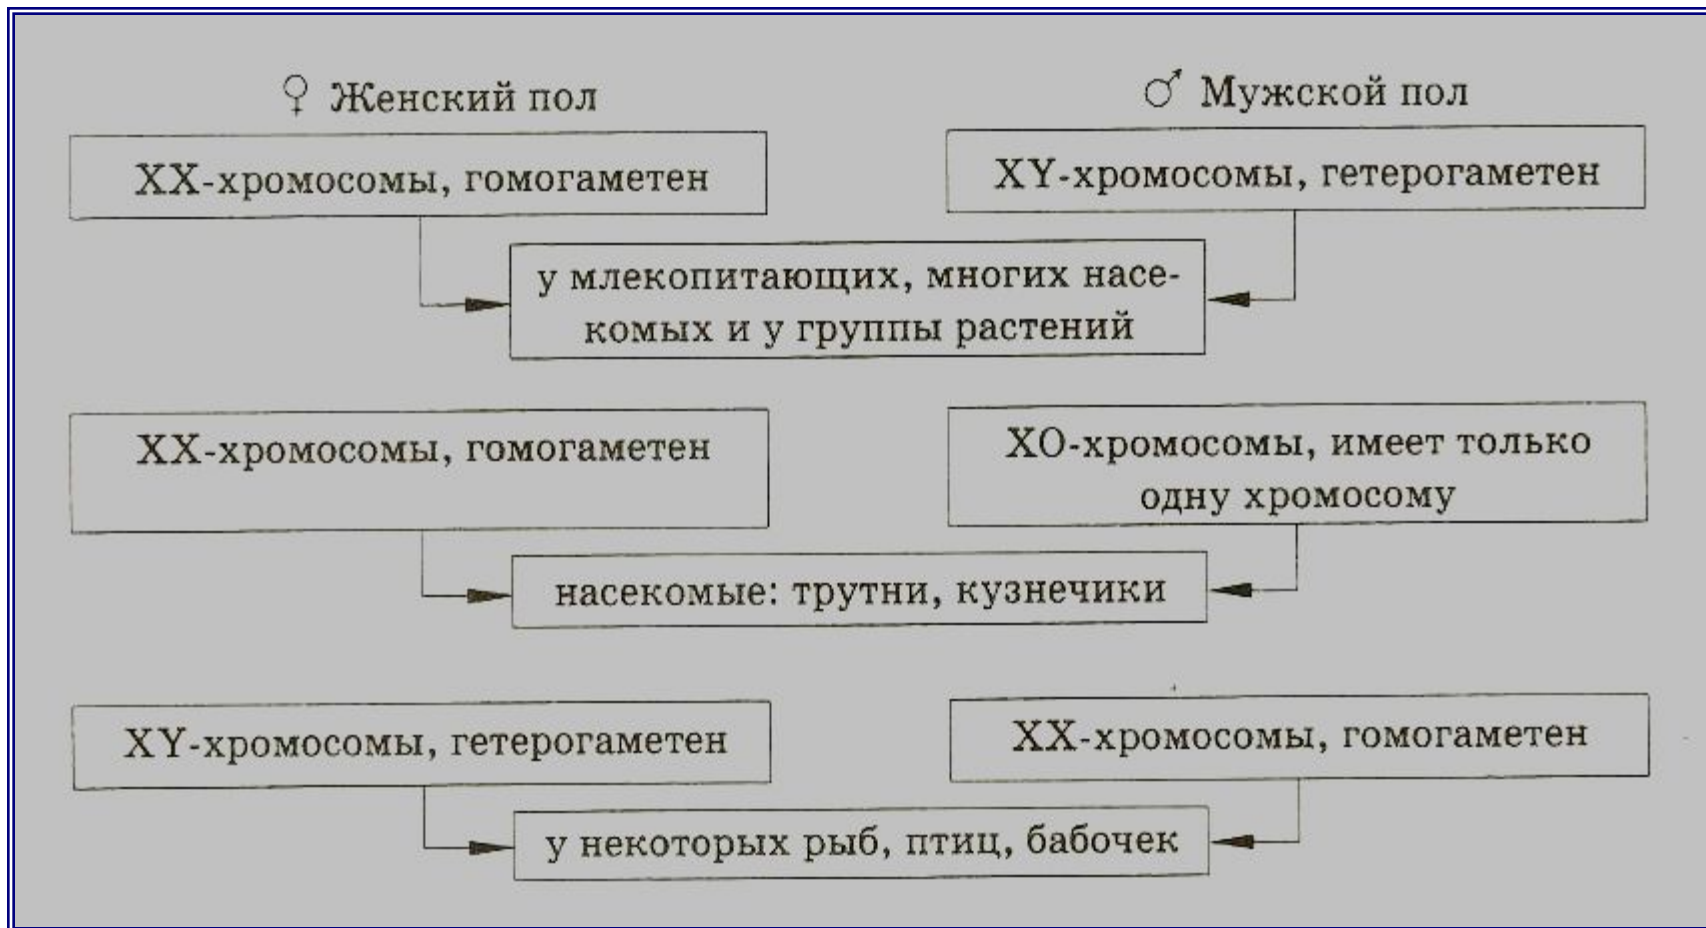 ♀ Женский пол
♂ Мужской пол
XX-хромосомы, гомогаметен
XY-хромосомы, гетерогаметен
у млекопитающих, многих насе-
комых и у группы растений
XX-хромосомы, гомогаметен
XO-хромосомы, имеет только
одну хромосому
насекомые: трутни, кузнечики
XY-хромосомы, гетерогаметен
XX-хромосомы, гомогаметен
у некоторых рыб, птиц, бабочек